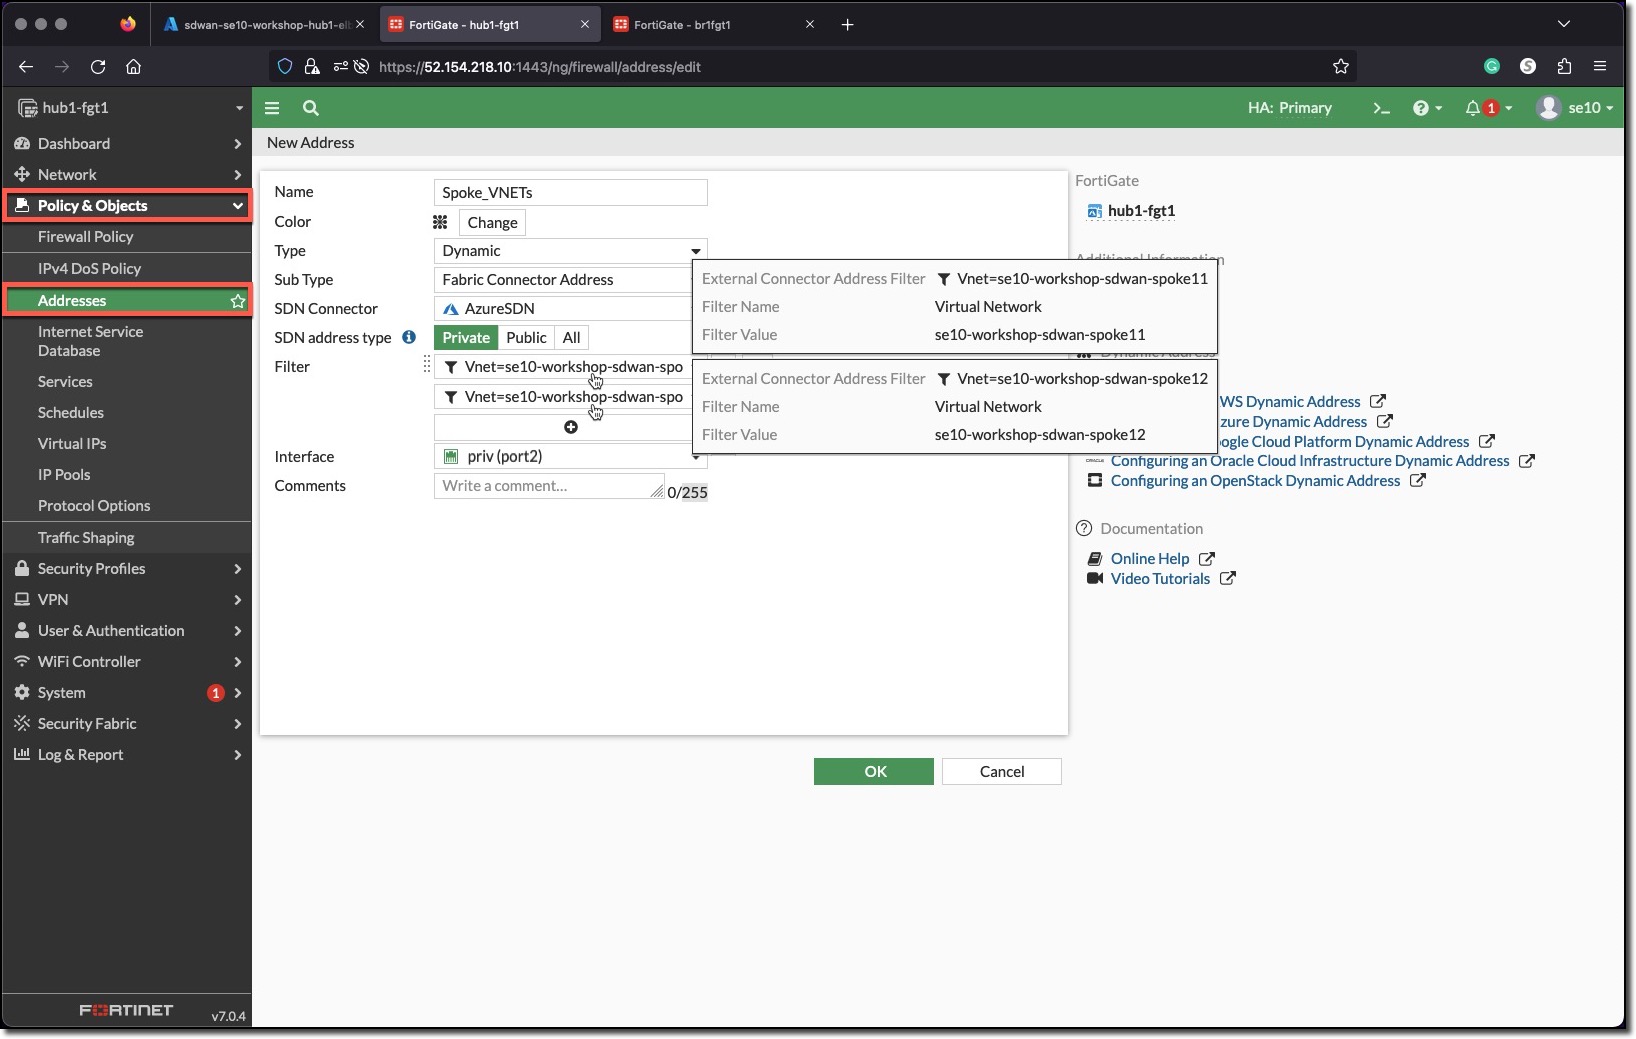 sdwan-se10-workshop-hub1-elb
FortiGate - hub1-fgt1
FortiGate - br1fgt1
https://52.154.218.10:1443/ng/firewall/address/edit
hub1-fgt1
HA: Primary
1
se10
Dashboard
Network
Policy & Objects
Firewall Policy
IPv4 DoS Policy
Addresses
Internet Service
Database
Services
Schedules
Virtual IPs
IP Pools
Protocol Options
Traffic Shaping
Security Profiles
VPN
User & Authentication
WiFi Controller
System 1
Security Fabric
Log & Report
FORTINET
v7.0.4
New Address
Name Spoke_VNETs
Color Change
Type Dynamic
Sub Type Fabric Connector Address
SDN Connector AzureSDN
SDN address type Private Public All
Filter Vnet=se10-workshop-sdwan-spo
Vnet=se10-workshop-sdwan-spo
Interface priv (port2)
Comments Write a comment... 0/255
External Connector Address Filter Vnet=se10-workshop-sdwan-spoke11
Filter Name Virtual Network
Filter Value se10-workshop-sdwan-spoke11
External Connector Address Filter Vnet=se10-workshop-sdwan-spoke12
Filter Name Virtual Network
Filter Value se10-workshop-sdwan-spoke12
OK
Cancel
FortiGate
hub1-fgt1
Additional Information
Dynamic Address
WS Dynamic Address
zure Dynamic Address
ogle Cloud Platform Dynamic Address
Configuring an Oracle Cloud Infrastructure Dynamic Address
Configuring an OpenStack Dynamic Address
Documentation
Online Help
Video Tutorials